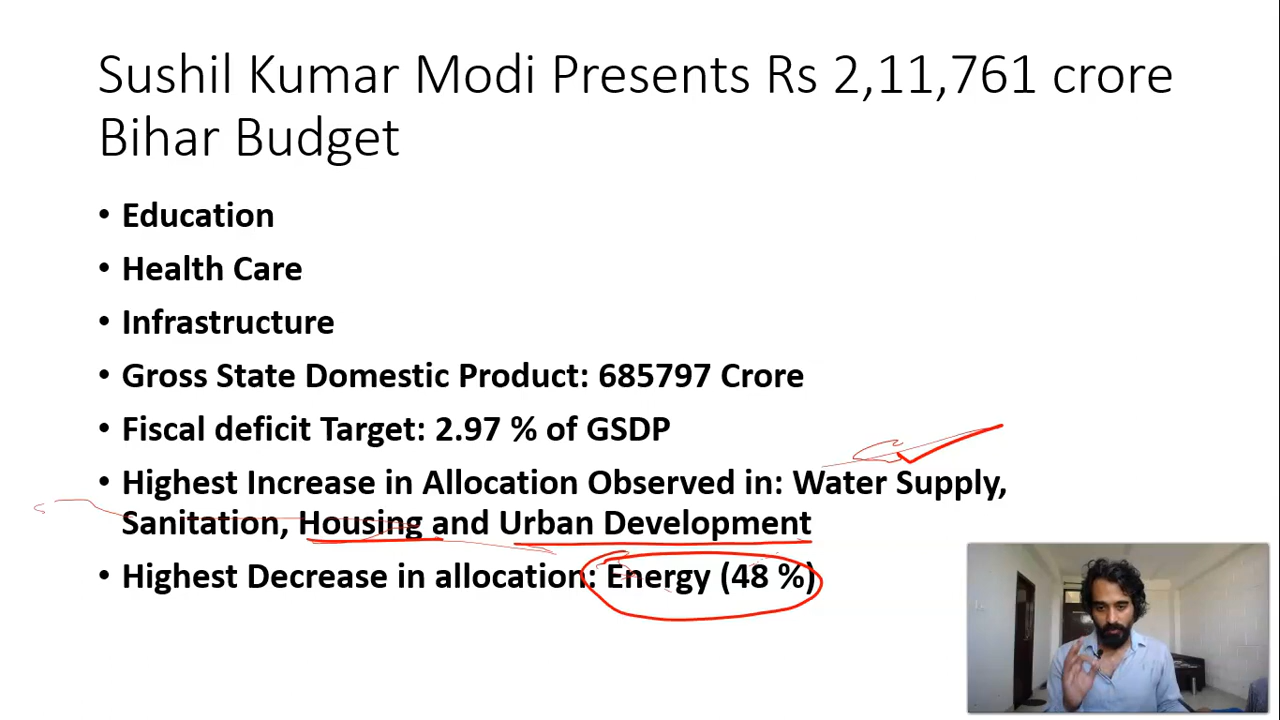 Sushil Kumar Modi Presents Rs 2,11,761 crore
Bihar Budget
• Education
• Health Care
• Infrastructure
• Gross State Domestic Product: 685797 Crore
• Fiscal deficit Target: 2.97 % of GSDP
• Highest Increase in Allocation Observed in: Water Supply,
Sanitation, Housing and Urban Development
• Highest Decrease in allocation: Energy (48 %)